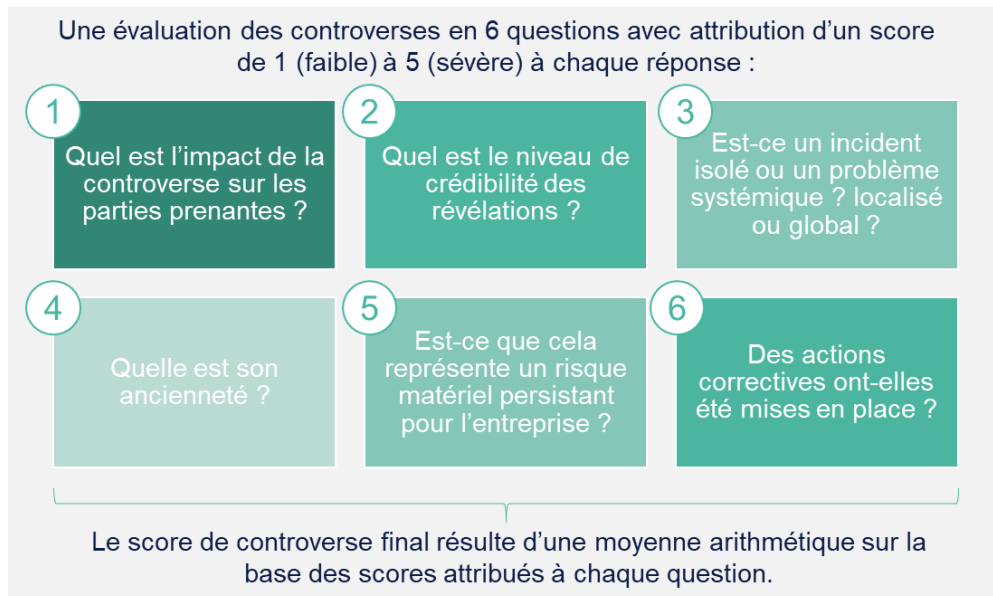 Une évaluation des controverses en 6 questions avec attribution d’un score
de 1 (faible) à 5 (sévère) à chaque réponse :
1
Quel est l’impact de la
controverse sur les
parties prenantes ?
2
Quel est le niveau de
crédibilité des
révélations ?
3
Est-ce un incident
isolé ou un problème
systémique ? localisé
ou global ?
4
Quelle est son
ancienneté ?
5
Est-ce que cela
représente un risque
matériel persistant
pour l’entreprise ?
6
Des actions
correctives ont-elles
été mises en place ?
Le score de controverse final résulte d’une moyenne arithmétique sur la
base des scores attribués à chaque question.